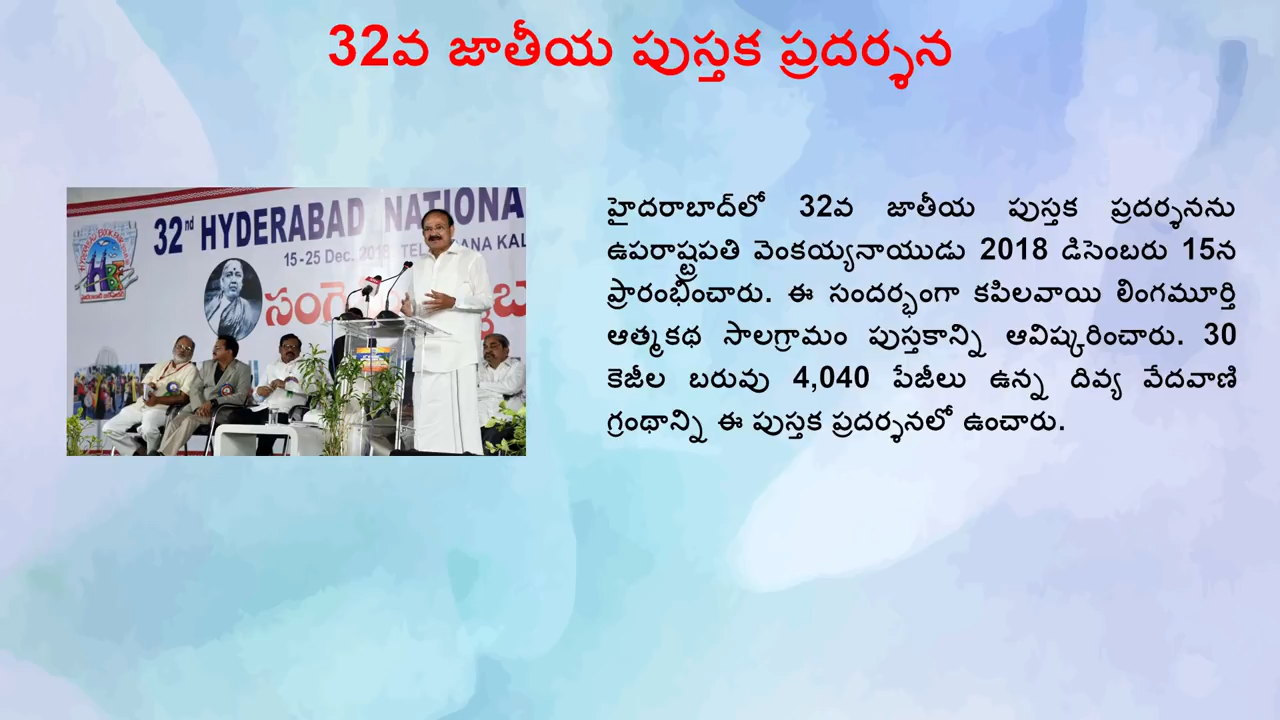 32వ జాతీయ పుస్తక ప్రదర్శన
32nd HYDERABAD NATIONA
15-25 Dec. 2018
HBF
హైదరాబాద్‌లో 32వ జాతీయ పుస్తక ప్రదర్శనను
ఉపరాష్ట్రపతి వెంకయ్యనాయుడు 2018 డిసెంబరు 15న
ప్రారంభించారు. ఈ సందర్భంగా కపిలవాయి లింగమూర్తి
ఆత్మకథ సాలగ్రామం పుస్తకాన్ని ఆవిష్కరించారు. 30
కెజీల బరువు 4,040 పేజీలు ఉన్న దివ్య వేదవాణి
గ్రంథాన్ని ఈ పుస్తక ప్రదర్శనలో ఉంచారు.